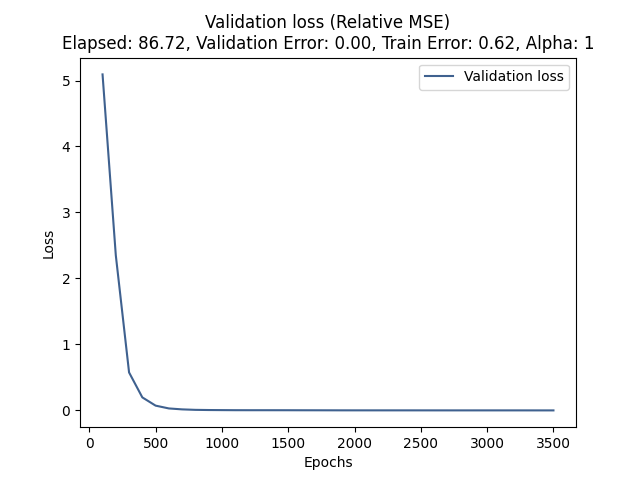 Validation loss (Relative MSE)
Elapsed: 86.72, Validation Error: 0.00, Train Error: 0.62, Alpha: 1
Validation loss
5
4
3
2
1
0
Loss
0 500 1000 1500 2000 2500 3000 3500
Epochs